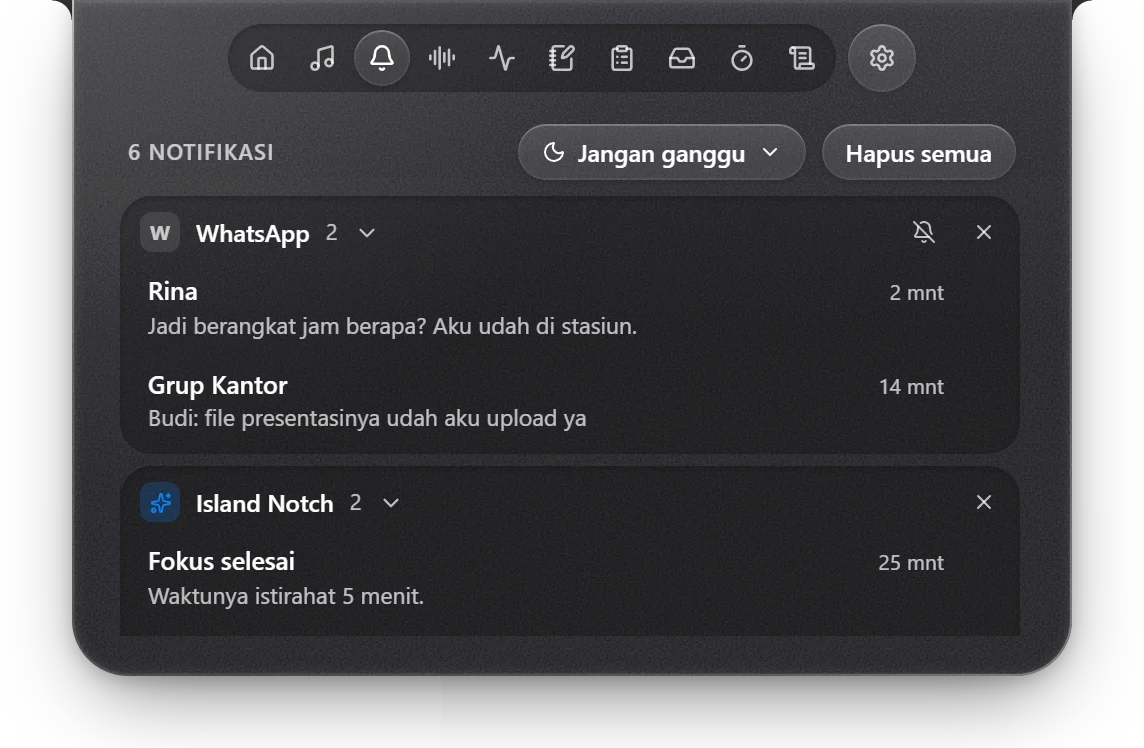 6 NOTIFIKASI
Jangan ganggu
Hapus semua
W WhatsApp 2
Rina 2 mnt
Jadi berangkat jam berapa? Aku udah di stasiun.
Grup Kantor 14 mnt
Budi: file presentasinya udah aku upload ya
Island Notch 2
Fokus selesai 25 mnt
Waktunya istirahat 5 menit.